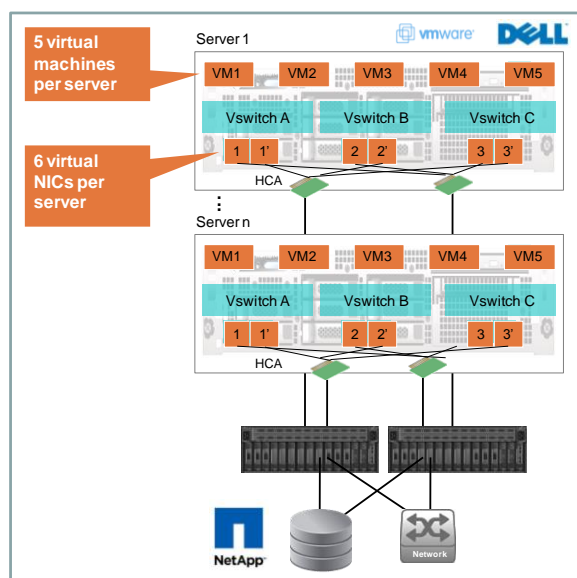 5 virtual
machines
per server
Server 1
vmware®
DELL
VM1 VM2 VM3 VM4 VM5
Vswitch A Vswitch B Vswitch C
6 virtual
NICs per
server
1 1' 2 2' 3 3'
HCA
Server n
VM1 VM2 VM3 VM4 VM5
Vswitch A Vswitch B Vswitch C
1 1' 2 2' 3 3'
HCA
NetApp
Network